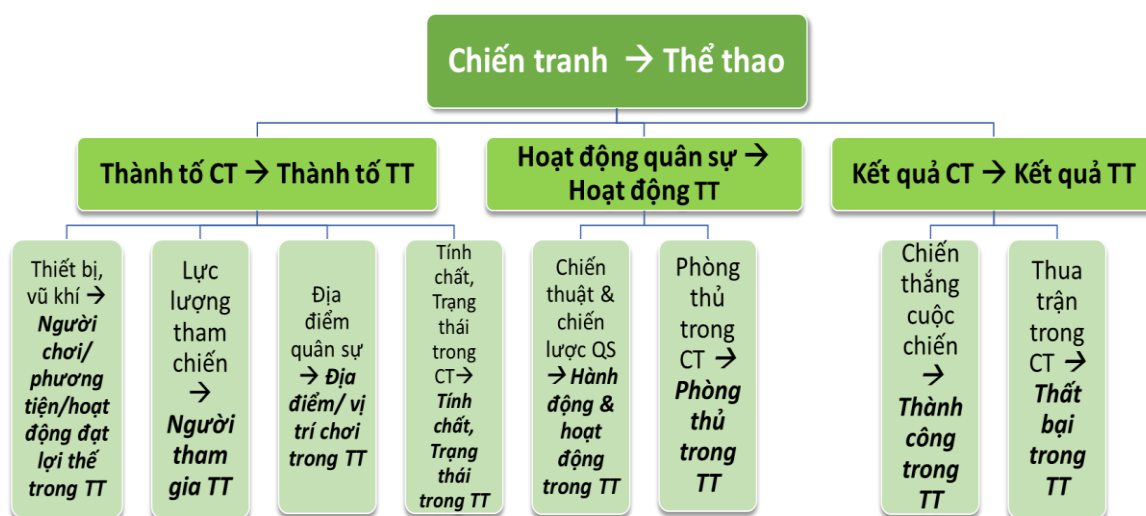 Chiến tranh → Thể thao
Thành tố CT → Thành tố TT
Hoạt động quân sự →
Hoạt động TT
Kết quả CT → Kết quả TT
Thiết bị,
vũ khí →
Người
chơi/
phương
tiện/hoạt
động đạt
lợi thế
trong TT
Lực
lượng
tham
chiến
→
Người
tham
gia TT
Địa
điểm
quân sự
→ Địa
điểm/ vị
trí chơi
trong TT
Tính
chất,
Trạng
thái
trong
CT→
Tính
chất,
Trạng
thái
trong TT
Chiến
thuật &
chiến
lược QS
→ Hành
động &
hoạt
động
trong TT
Phòng
thủ
trong
CT →
Phòng
thủ
trong
TT
Chiến
thắng
cuộc
chiến
→
Thành
công
trong
TT
Thua
trận
trong
CT →
Thất
bại
trong
TT